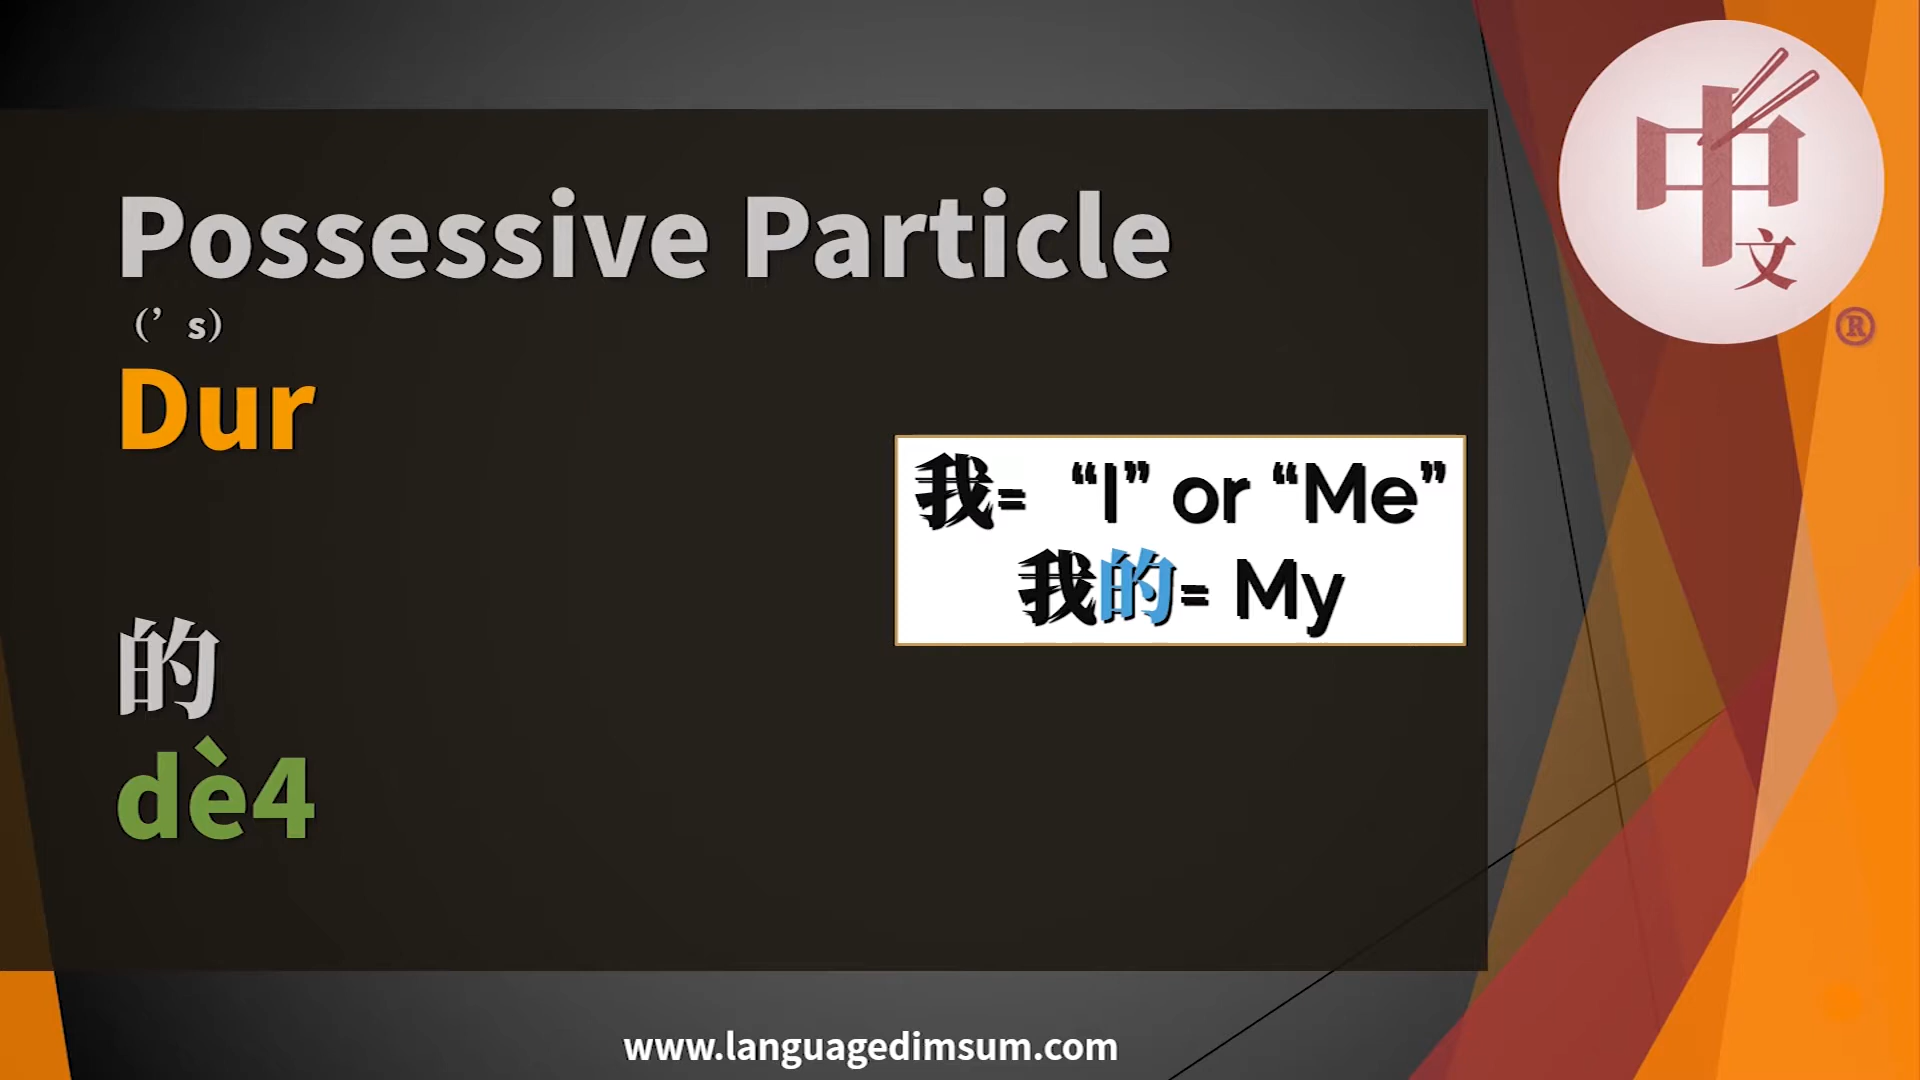 Possessive Particle
（’s）
Dur
的
dè4
我= “I” or “Me”
我的= My
中
文
®
www.languagedimsum.com